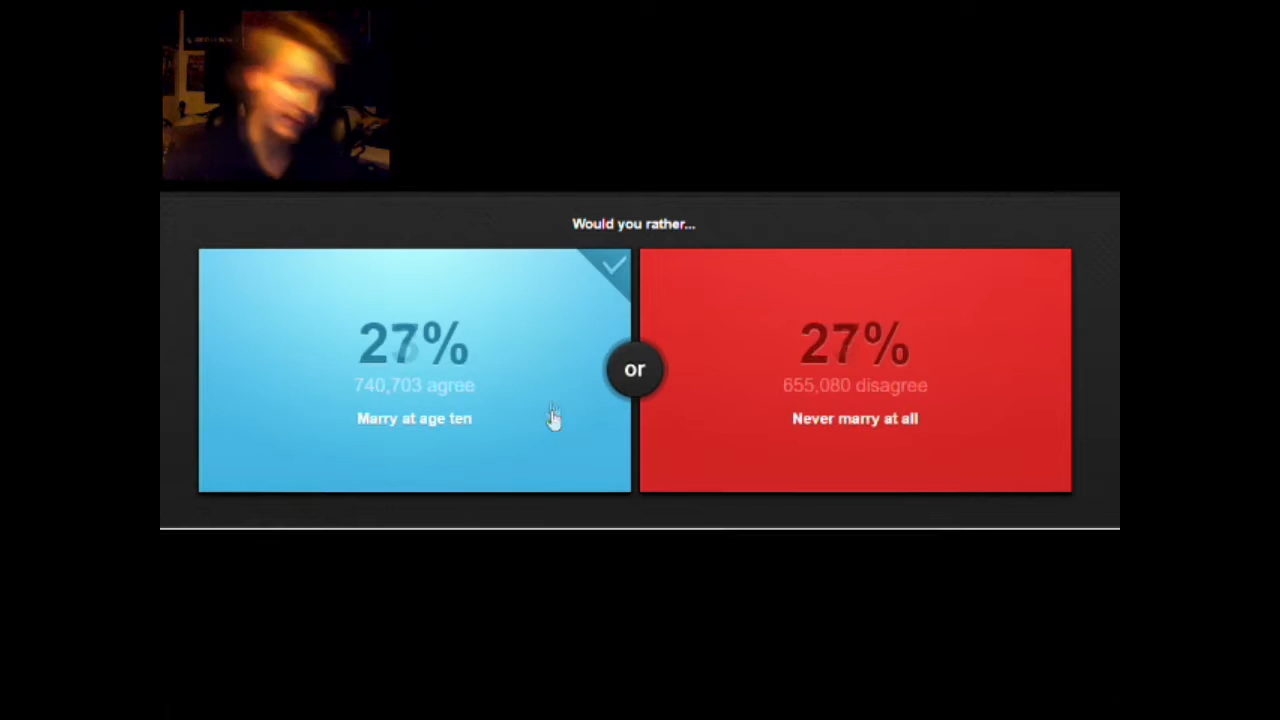 Would you rather...
27%
740,703 agree
Marry at age ten
or
27%
655,080 disagree
Never marry at all